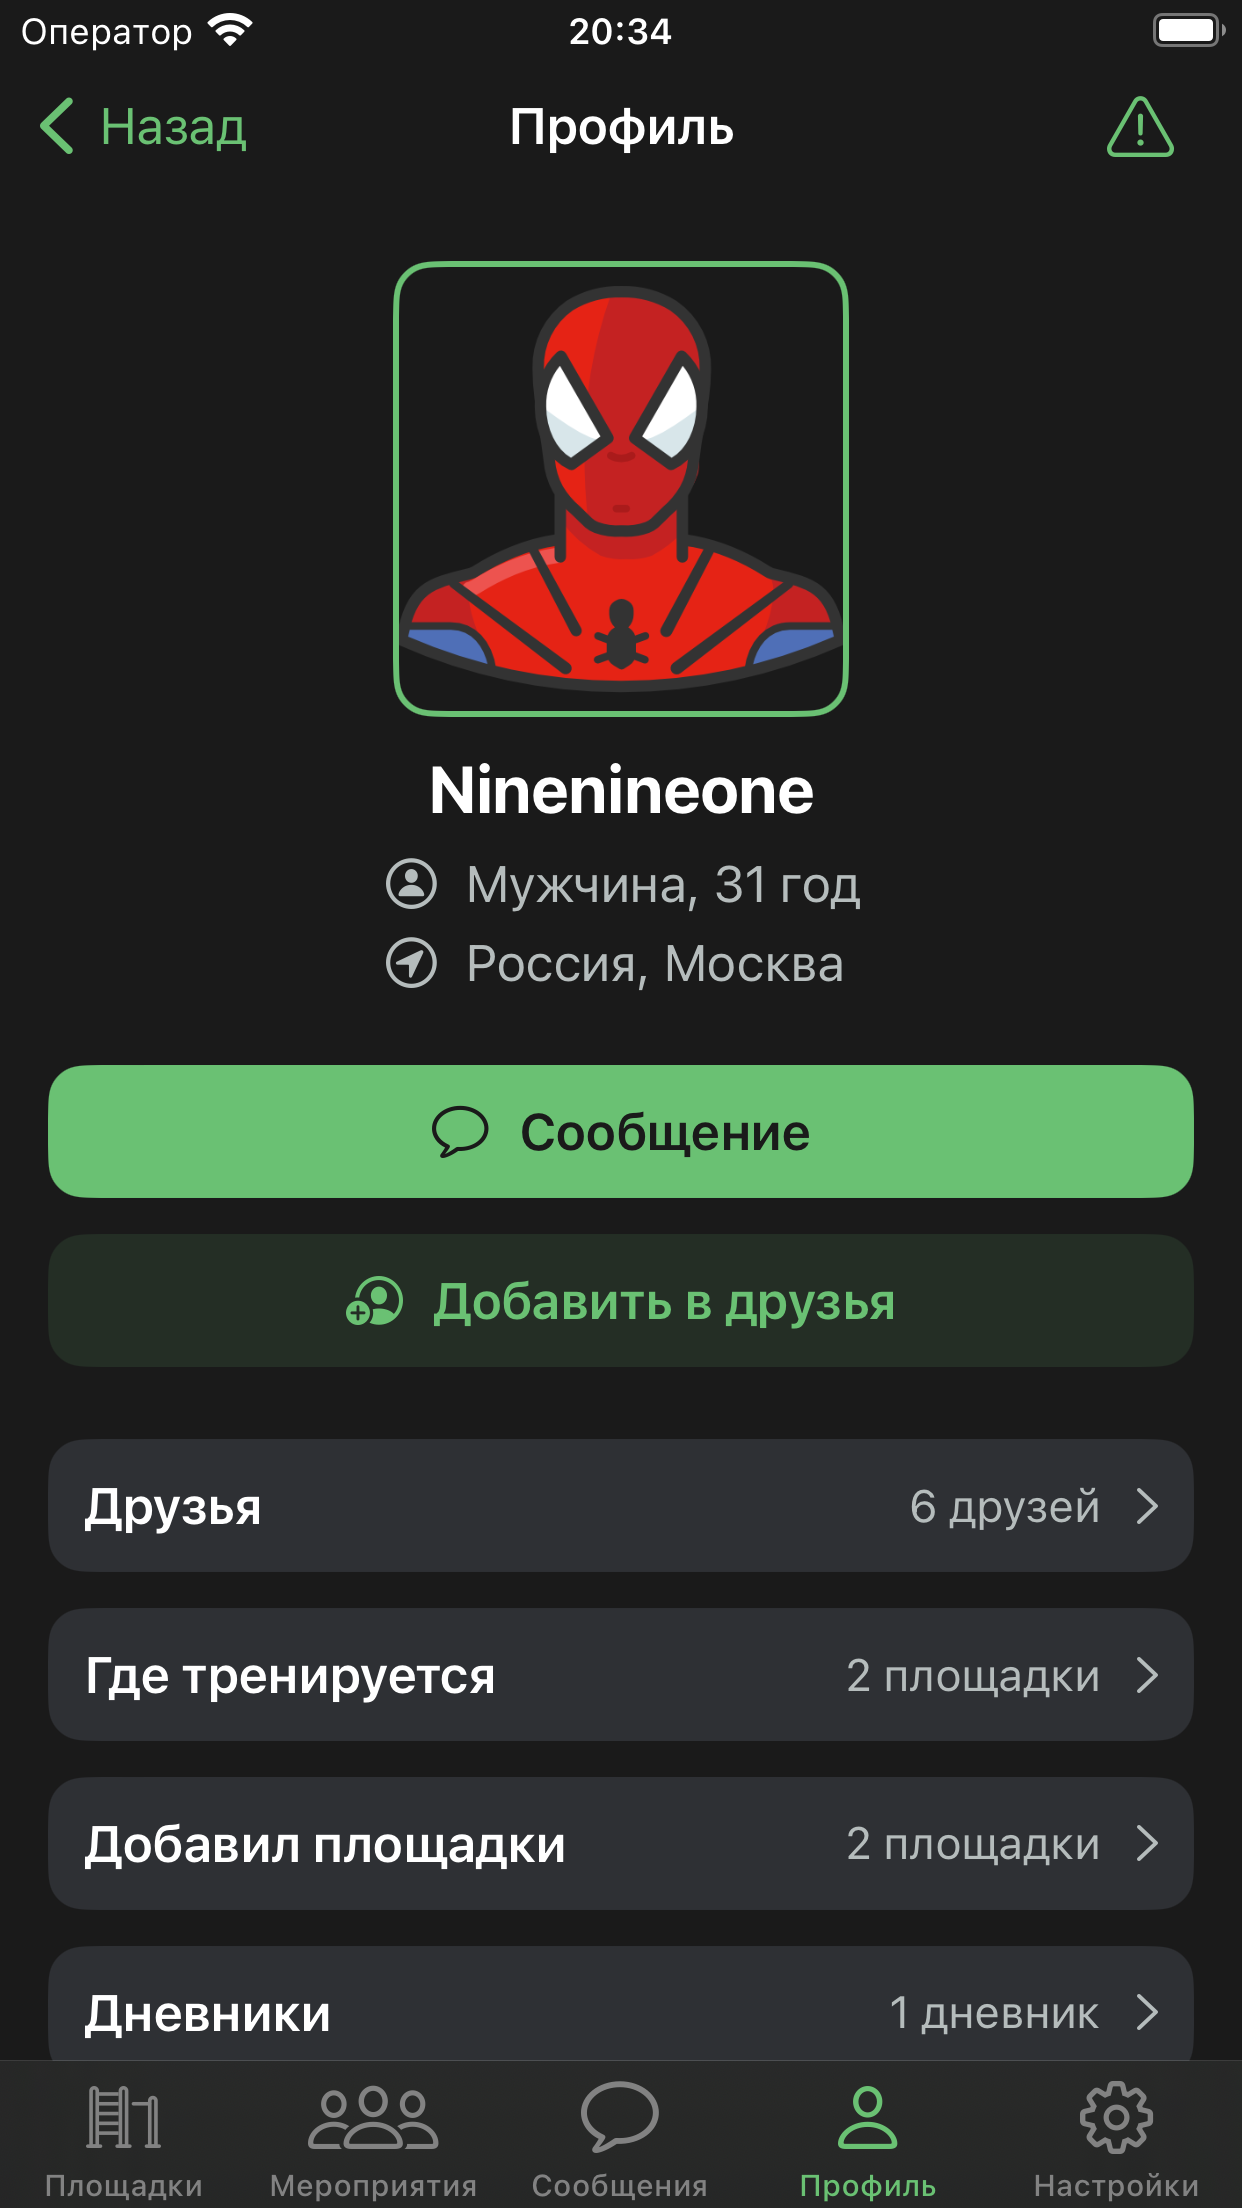 Оператор 20:34
Назад Профиль
Ninenineone
Мужчина, 31 год
Россия, Москва
Сообщение
Добавить в друзья
Друзья 6 друзей
Где тренируется 2 площадки
Добавил площадки 2 площадки
Дневники 1 дневник
Площадки Мероприятия Сообщения Профиль Настройки